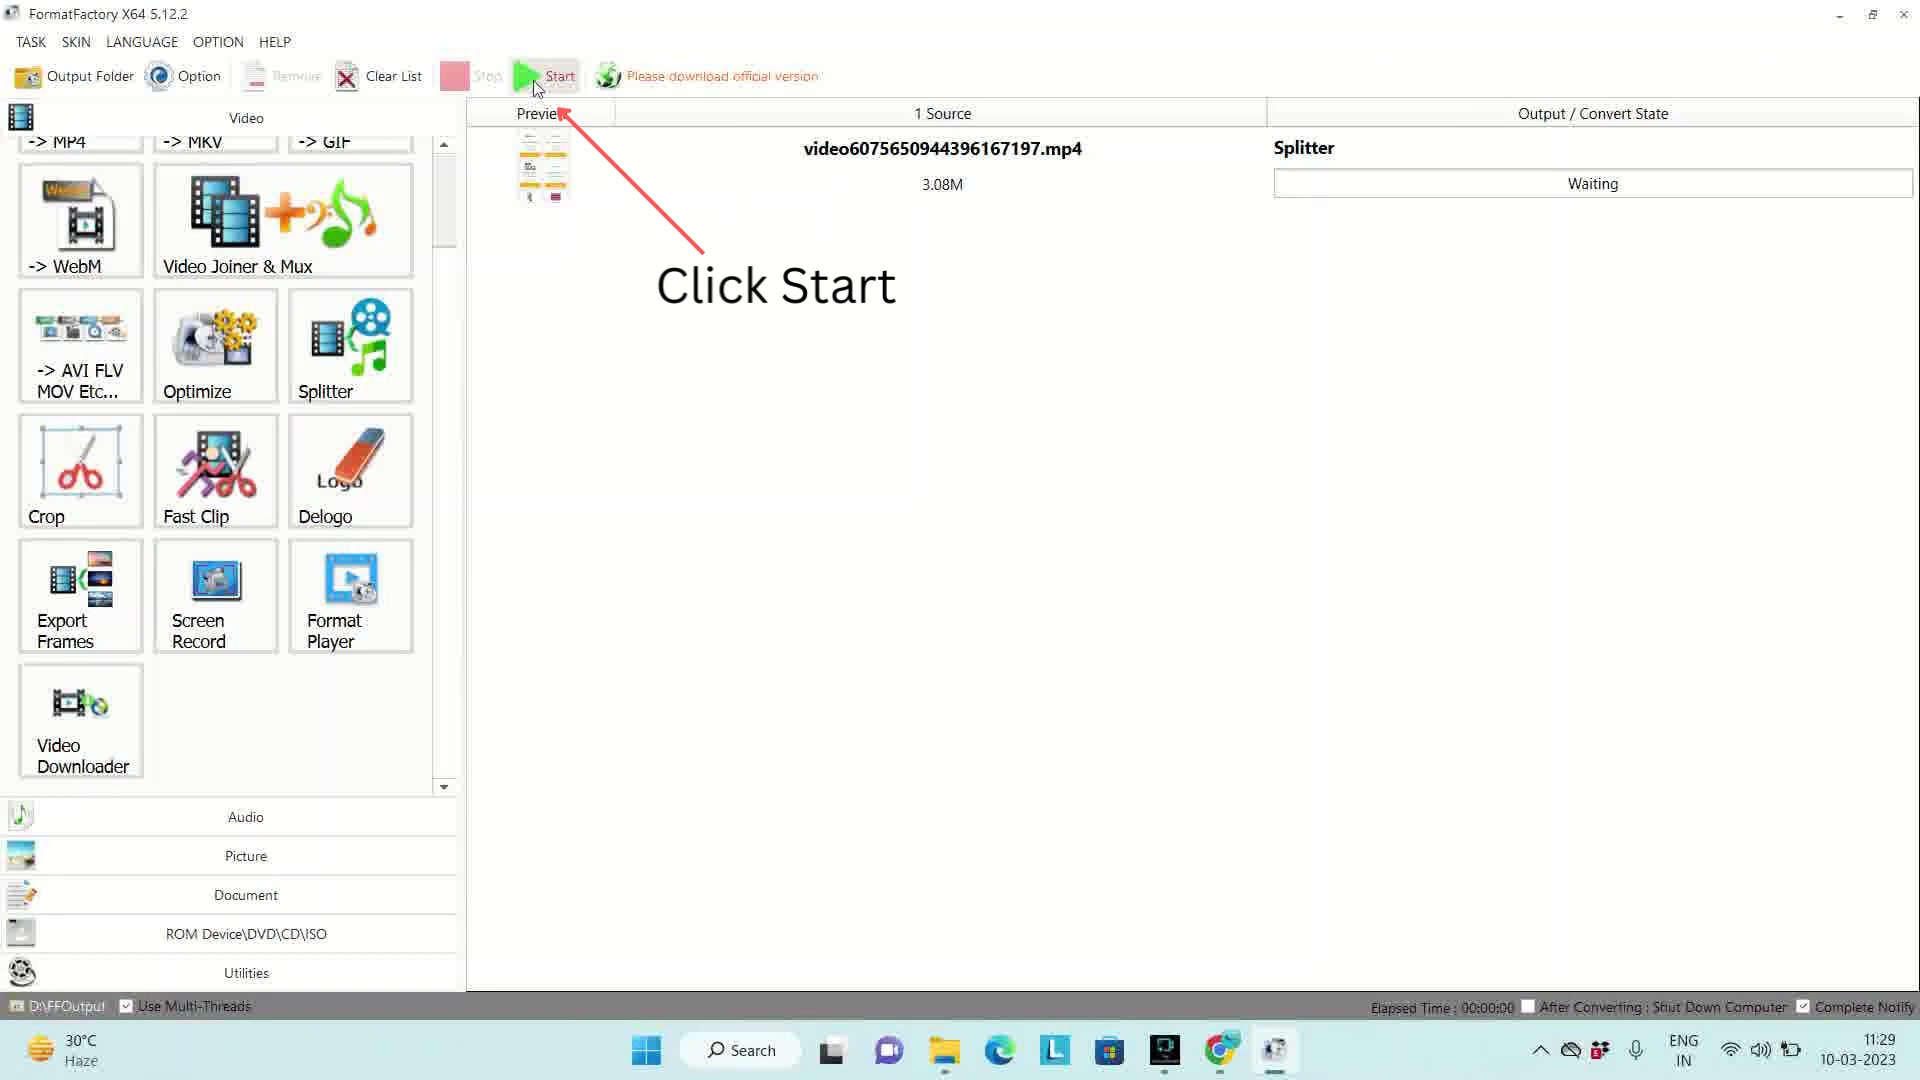 FormatFactory X64 5.12.2
TASK SKIN LANGUAGE OPTION HELP
Output Folder Option Remove Clear List Stop Start Please download official version
Video
Preview 1 Source Output / Convert State
-> MP4 -> MKV -> GIF
video6075650944396167197.mp4 Splitter
3.08M Waiting
-> WebM Video Joiner & Mux
Click Start
-> AVI FLV
MOV Etc... Optimize Splitter
Logo
Crop Fast Clip Delogo
Export Screen Format
Frames Record Player
Video
Downloader
Audio
Picture
Document
ROM Device\DVD\CD\ISO
Utilities
D:\FFOutput Use Multi-Threads Elapsed Time : 00:00:00 After Converting : Shut Down Computer Complete Notify
30°C
Haze
Search
ENG
IN
11:29
10-03-2023